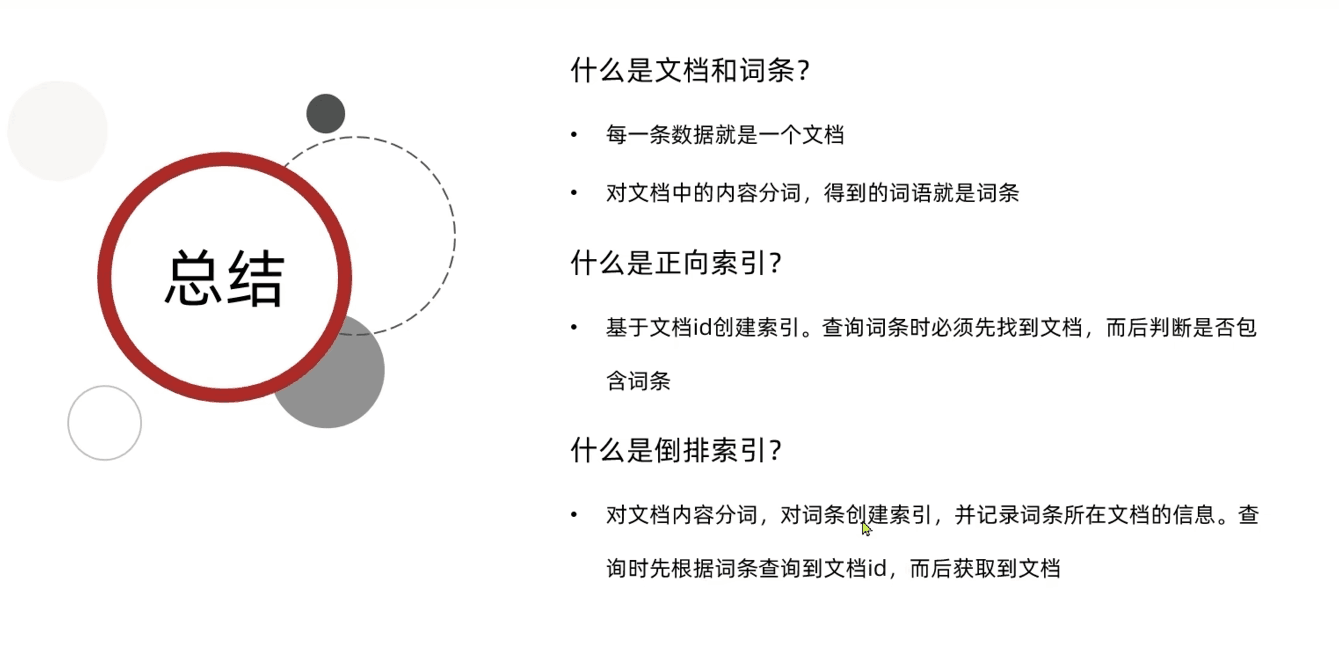 总结
什么是文档和词条？
• 每一条数据就是一个文档
• 对文档中的内容分词，得到的词语就是词条
什么是正向索引？
• 基于文档id创建索引。查询词条时必须先找到文档，而后判断是否包
含词条
什么是倒排索引？
• 对文档内容分词，对词条创建索引，并记录词条所在文档的信息。查
询时先根据词条查询到文档id，而后获取到文档